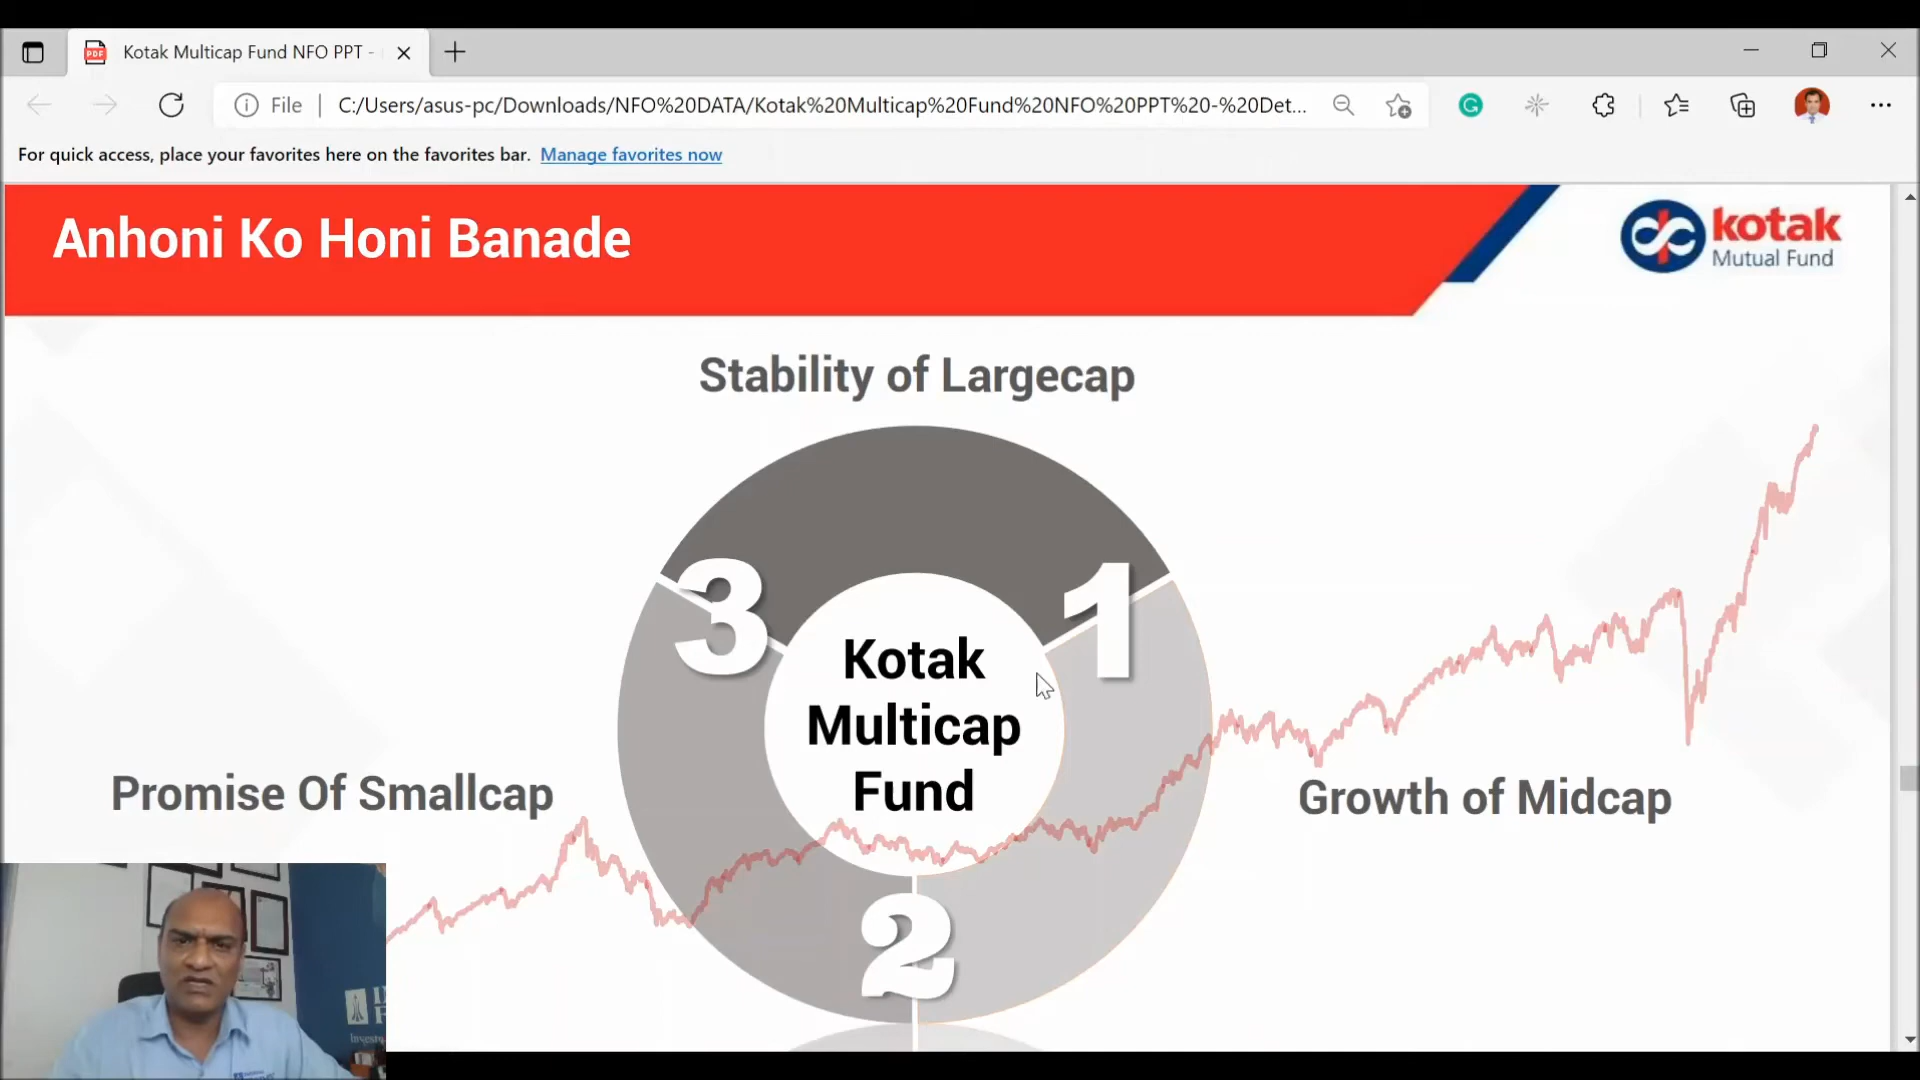 Kotak Multicap Fund NFO PPT -
File
C:/Users/asus-pc/Downloads/NFO%20DATA/Kotak%20Multicap%20Fund%20NFO%20PPT%20-%20Det...
For quick access, place your favorites here on the favorites bar. Manage favorites now
Anhoni Ko Honi Banade
kotak
Mutual Fund
Stability of Largecap
3
1
Kotak
Multicap
Fund
Promise Of Smallcap
Growth of Midcap
2